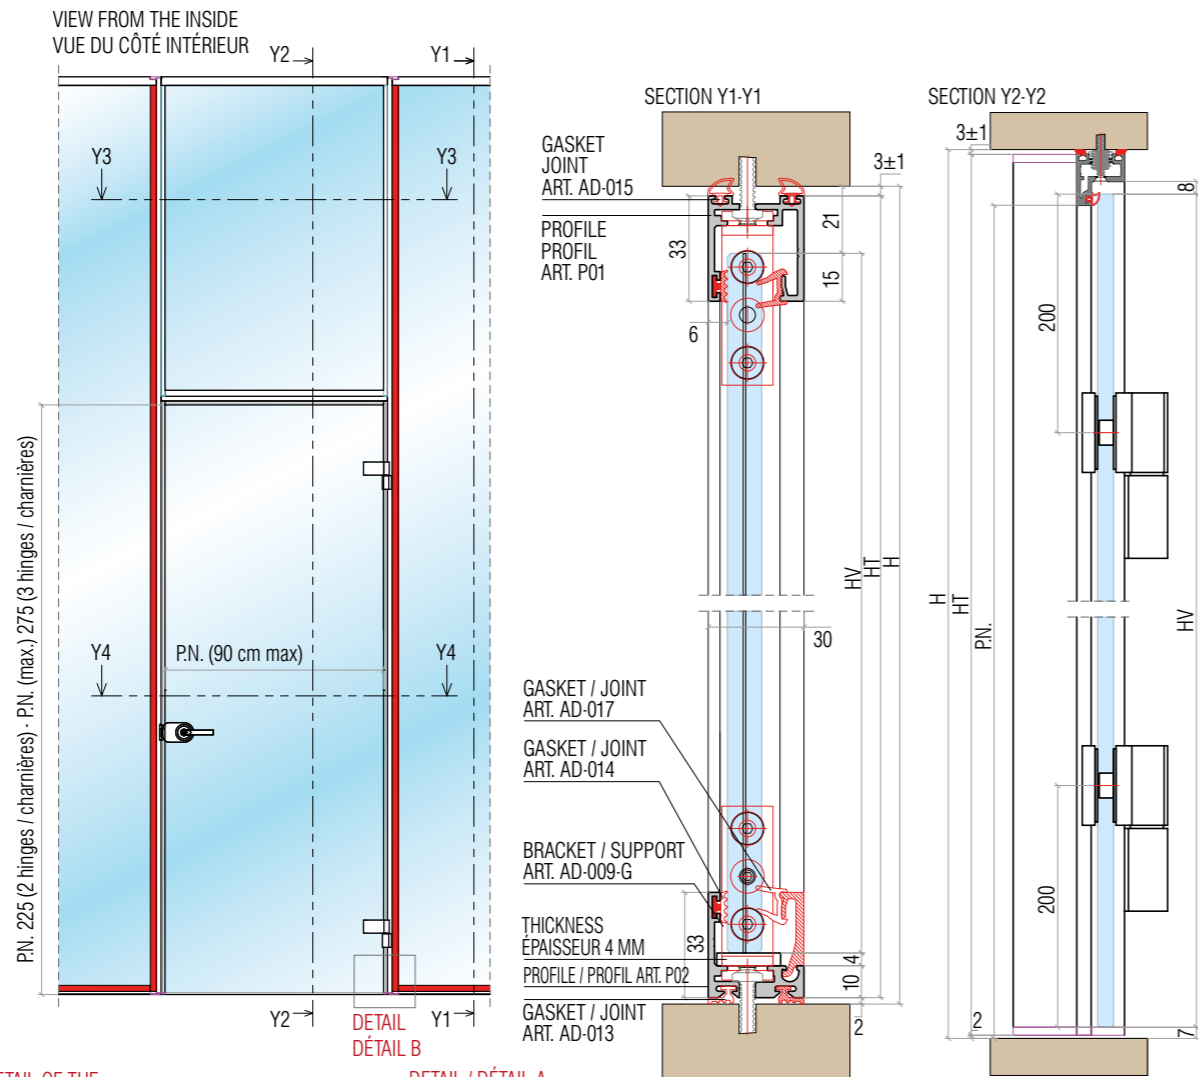 VIEW FROM THE INSIDE
VUE DU CÔTÉ INTÉRIEUR
Y2
Y1
Y3
Y3
P.N. 225 (2 hinges / charnières) - P.N. (max.) 275 (3 hinges / charnières)
Y4
P.N. (90 cm max)
Y4
Y2
Y1
DETAIL
DÉTAIL B
DETAIL / DÉTAIL A
SECTION Y1-Y1
GASKET
JOINT
ART. AD-015
PROFILE
PROFIL
ART. P01
3±1
33
21
15
6
HV
HT
H
30
GASKET / JOINT
ART. AD-017
GASKET / JOINT
ART. AD-014
BRACKET / SUPPORT
ART. AD-009-G
THICKNESS
ÉPAISSEUR 4 MM
PROFILE / PROFIL ART. P02
GASKET / JOINT
ART. AD-013
33
4
10
2
SECTION Y2-Y2
3±1
8
200
H
HT
P.N.
HV
200
2
7